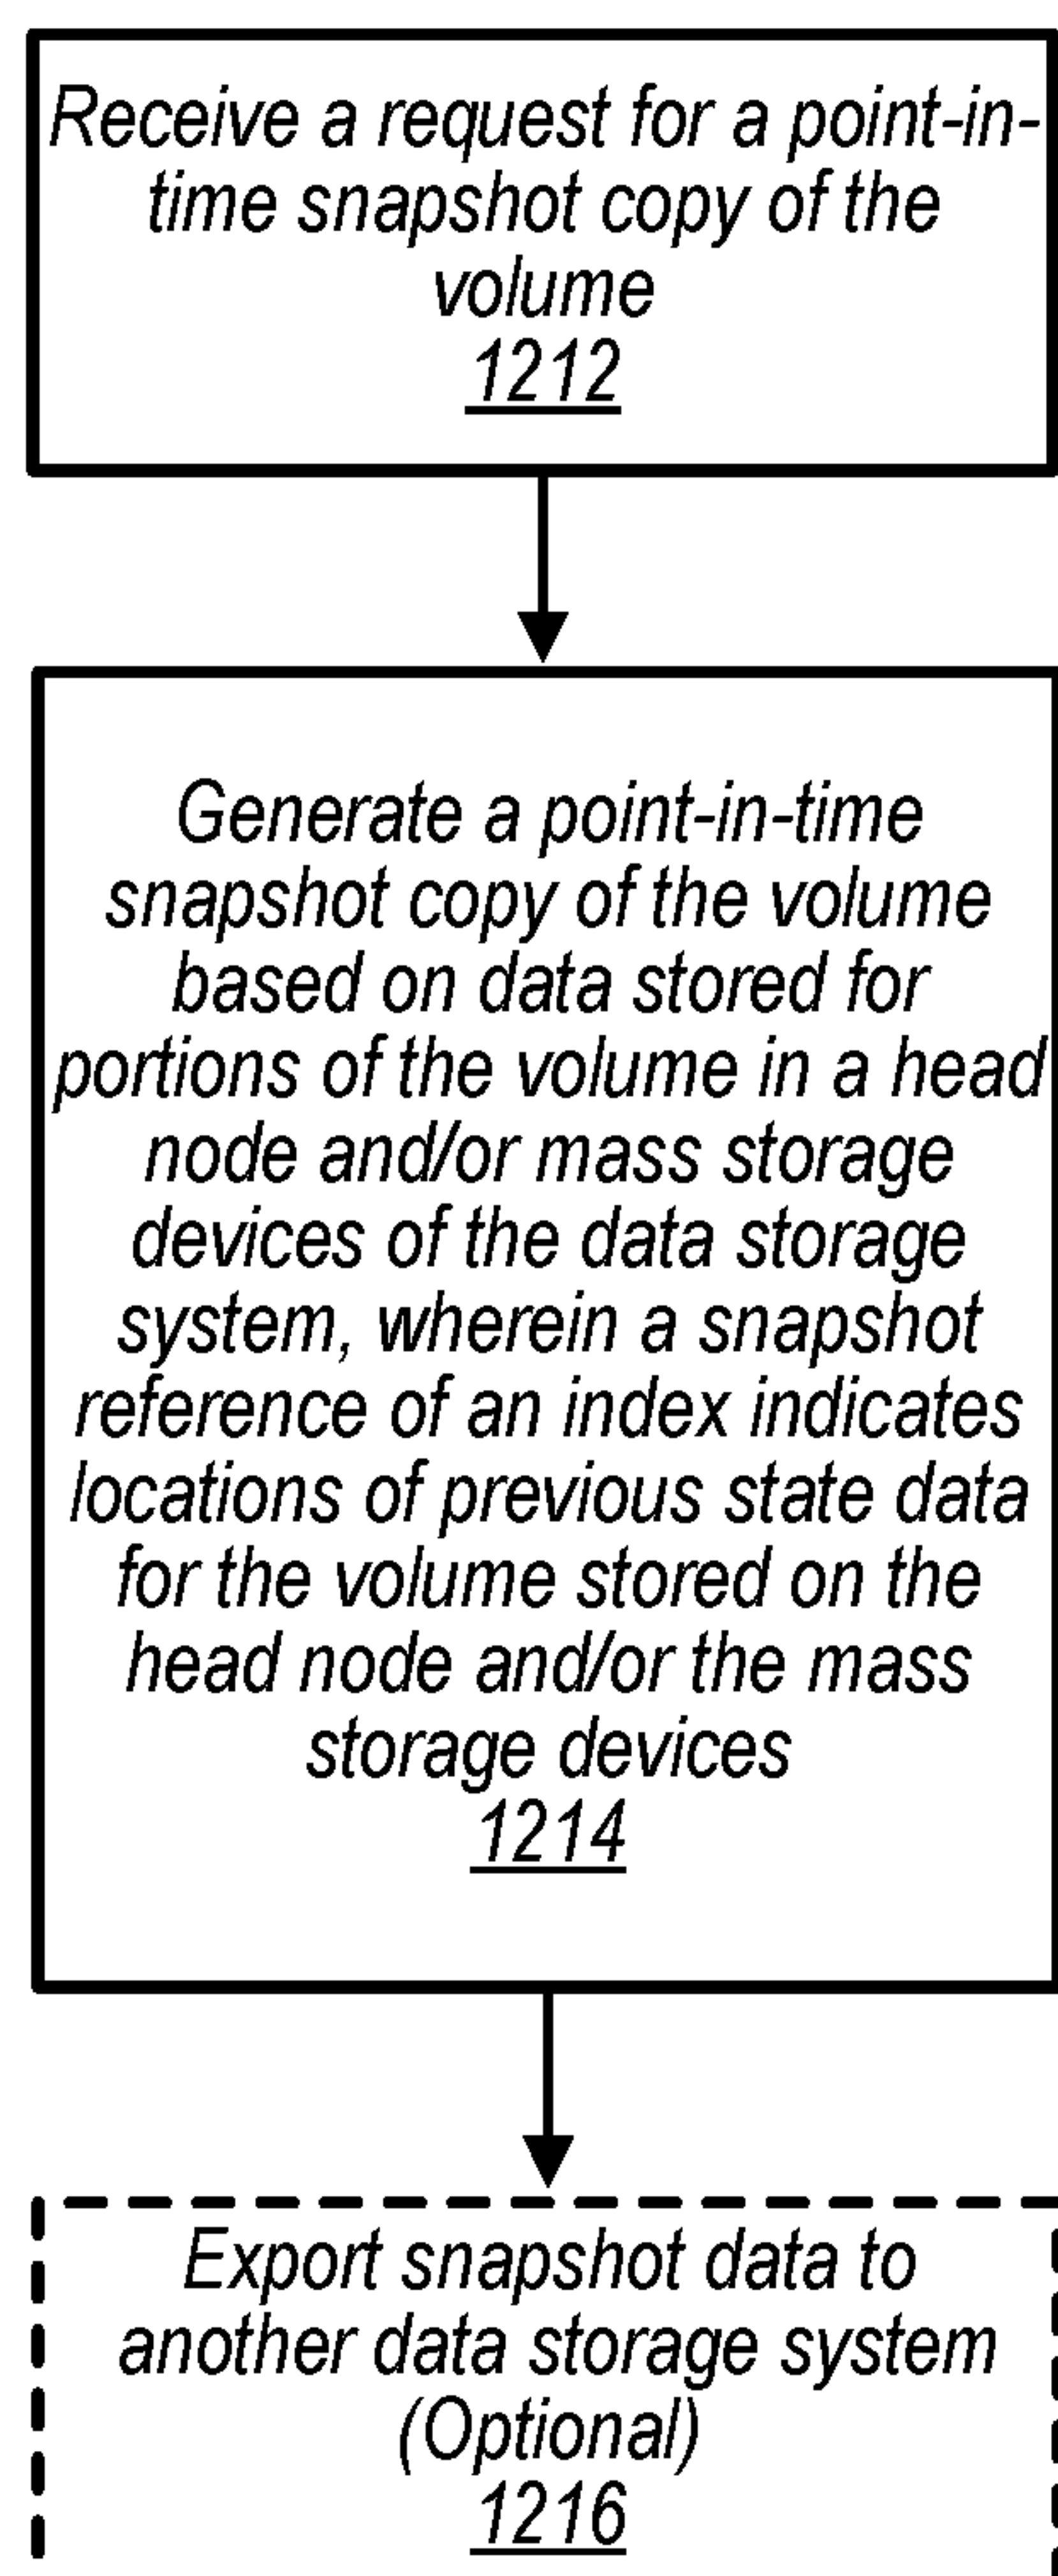 Receive a request for a point-in-
time snapshot copy of the
volume
1212
Generate a point-in-time
snapshot copy of the volume
based on data stored for
portions of the volume in a head
node and/or mass storage
devices of the data storage
system, wherein a snapshot
reference of an index indicates
locations of previous state data
for the volume stored on the
head node and/or the mass
storage devices
1214
Export snapshot data to
another data storage system
(Optional)
1216